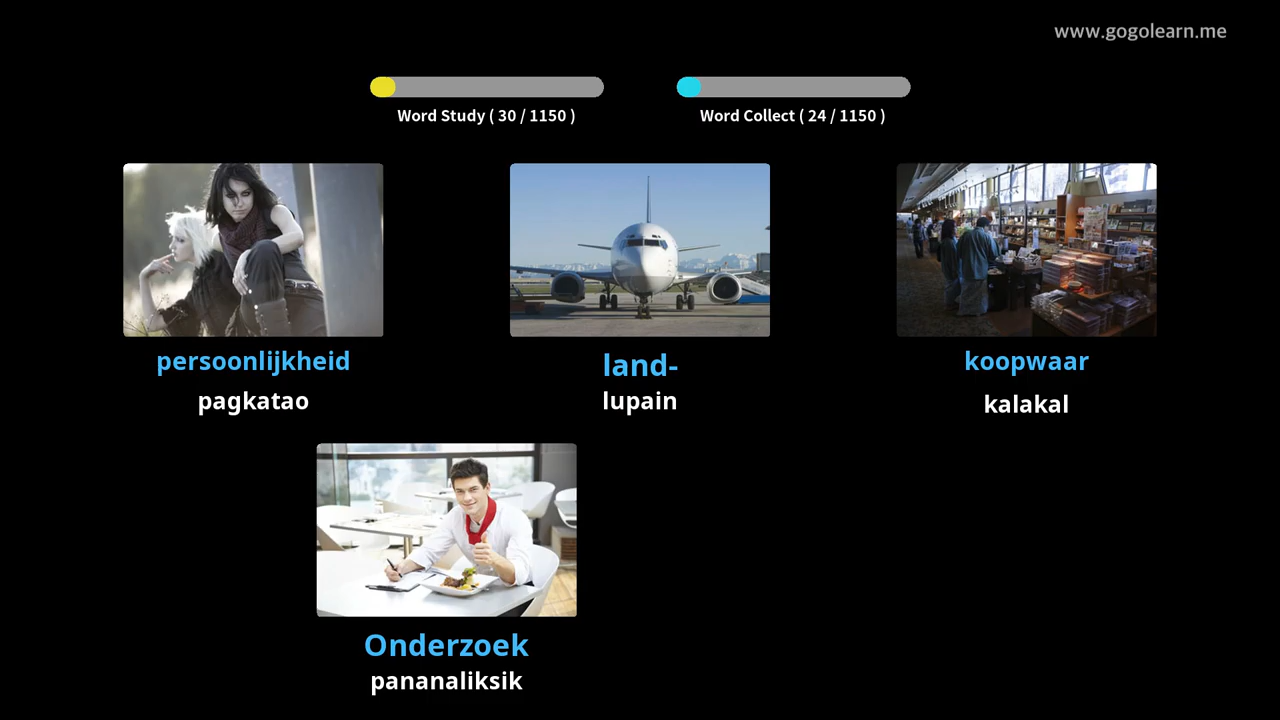 www.gogolearn.me
Word Study ( 30 / 1150 )
Word Collect ( 24 / 1150 )
persoonlijkheid
pagkatao
land-
lupain
koopwaar
kalakal
Onderzoek
pananaliksik